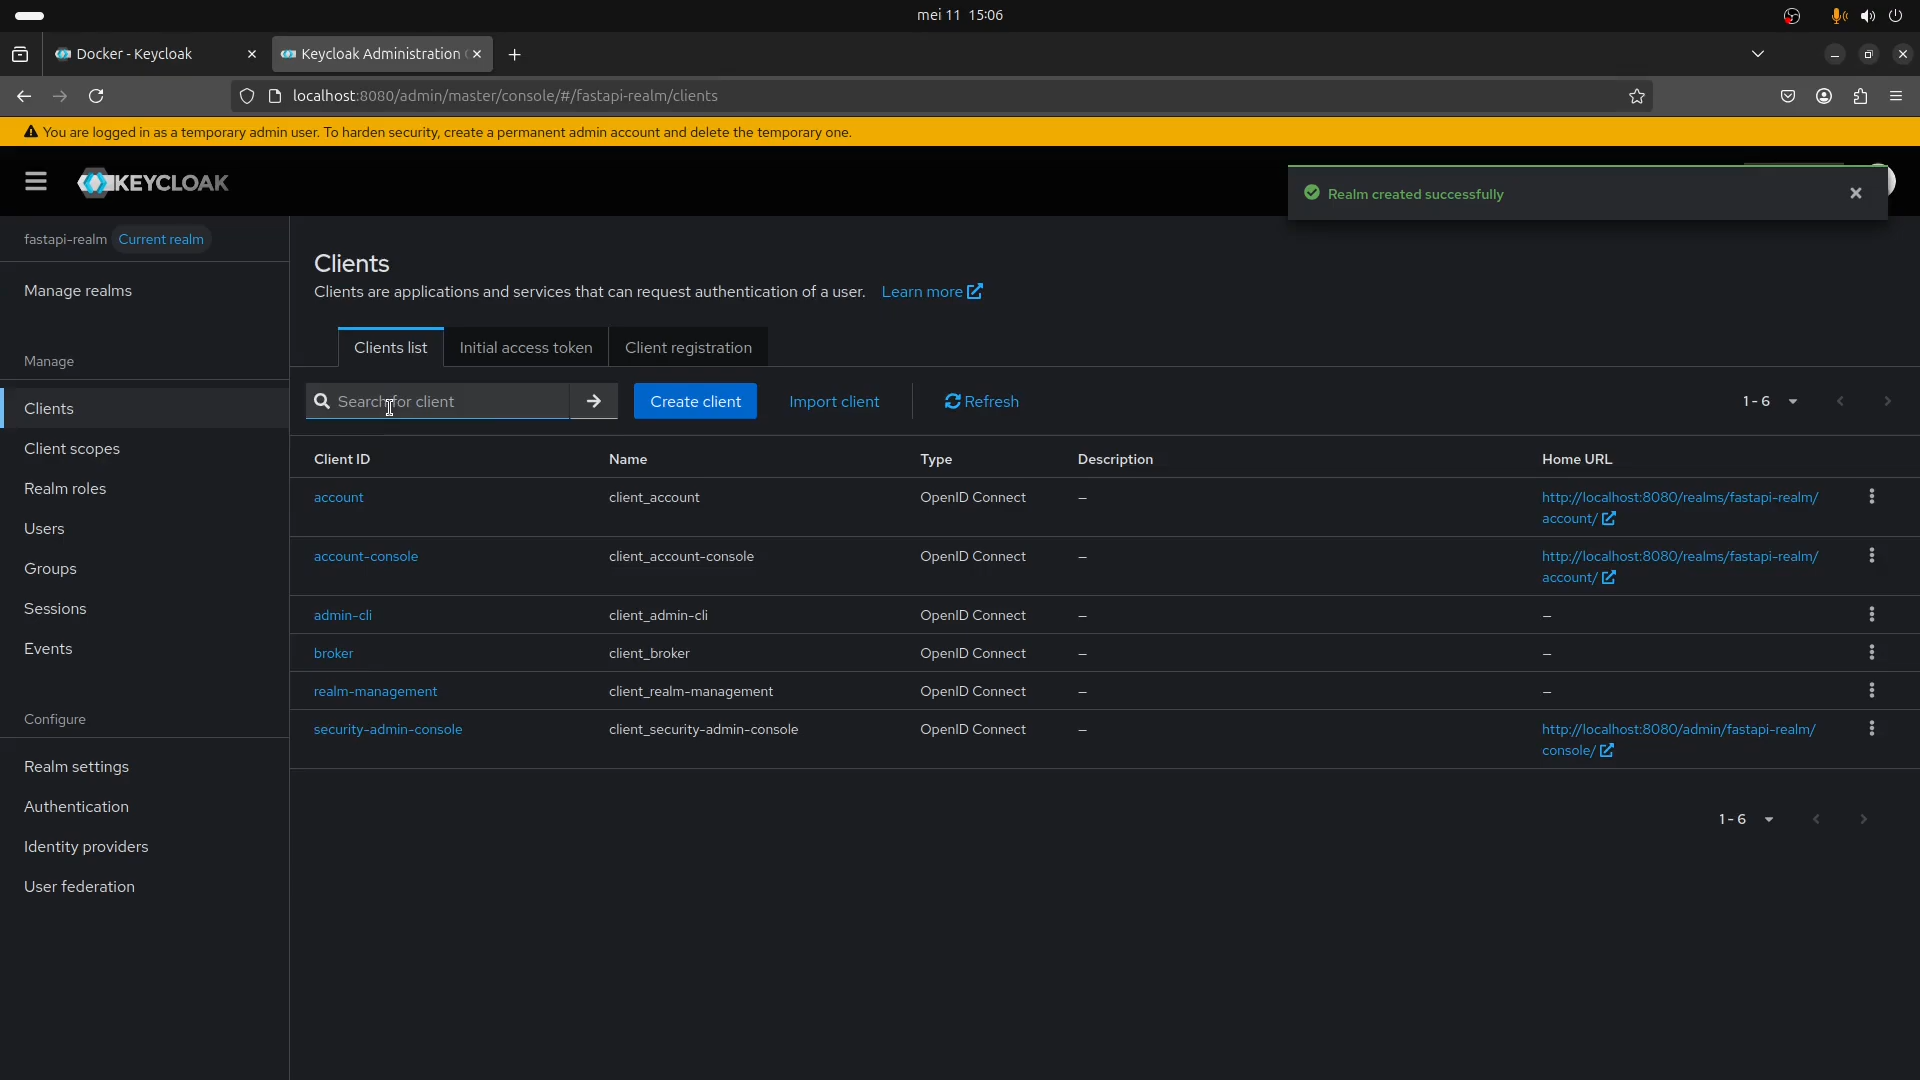 mei 11 15:06
Docker - Keycloak
Keycloak Administration
localhost:8080/admin/master/console/#/fastapi-realm/clients
You are logged in as a temporary admin user. To harden security, create a permanent admin account and delete the temporary one.
KEYCLOAK
Realm created successfully
fastapi-realm Current realm
Manage realms
Manage
Clients
Client scopes
Realm roles
Users
Groups
Sessions
Events
Configure
Realm settings
Authentication
Identity providers
User federation
Clients
Clients are applications and services that can request authentication of a user. Learn more
Clients list Initial access token Client registration
Search for client Create client Import client Refresh 1 - 6
Client ID Name Type Description Home URL
account client_account OpenID Connect – http://localhost:8080/realms/fastapi-realm/
account/
account-console client_account-console OpenID Connect – http://localhost:8080/realms/fastapi-realm/
account/
admin-cli client_admin-cli OpenID Connect – –
broker client_broker OpenID Connect – –
realm-management client_realm-management OpenID Connect – –
security-admin-console client_security-admin-console OpenID Connect – http://localhost:8080/admin/fastapi-realm/
console/
1 - 6